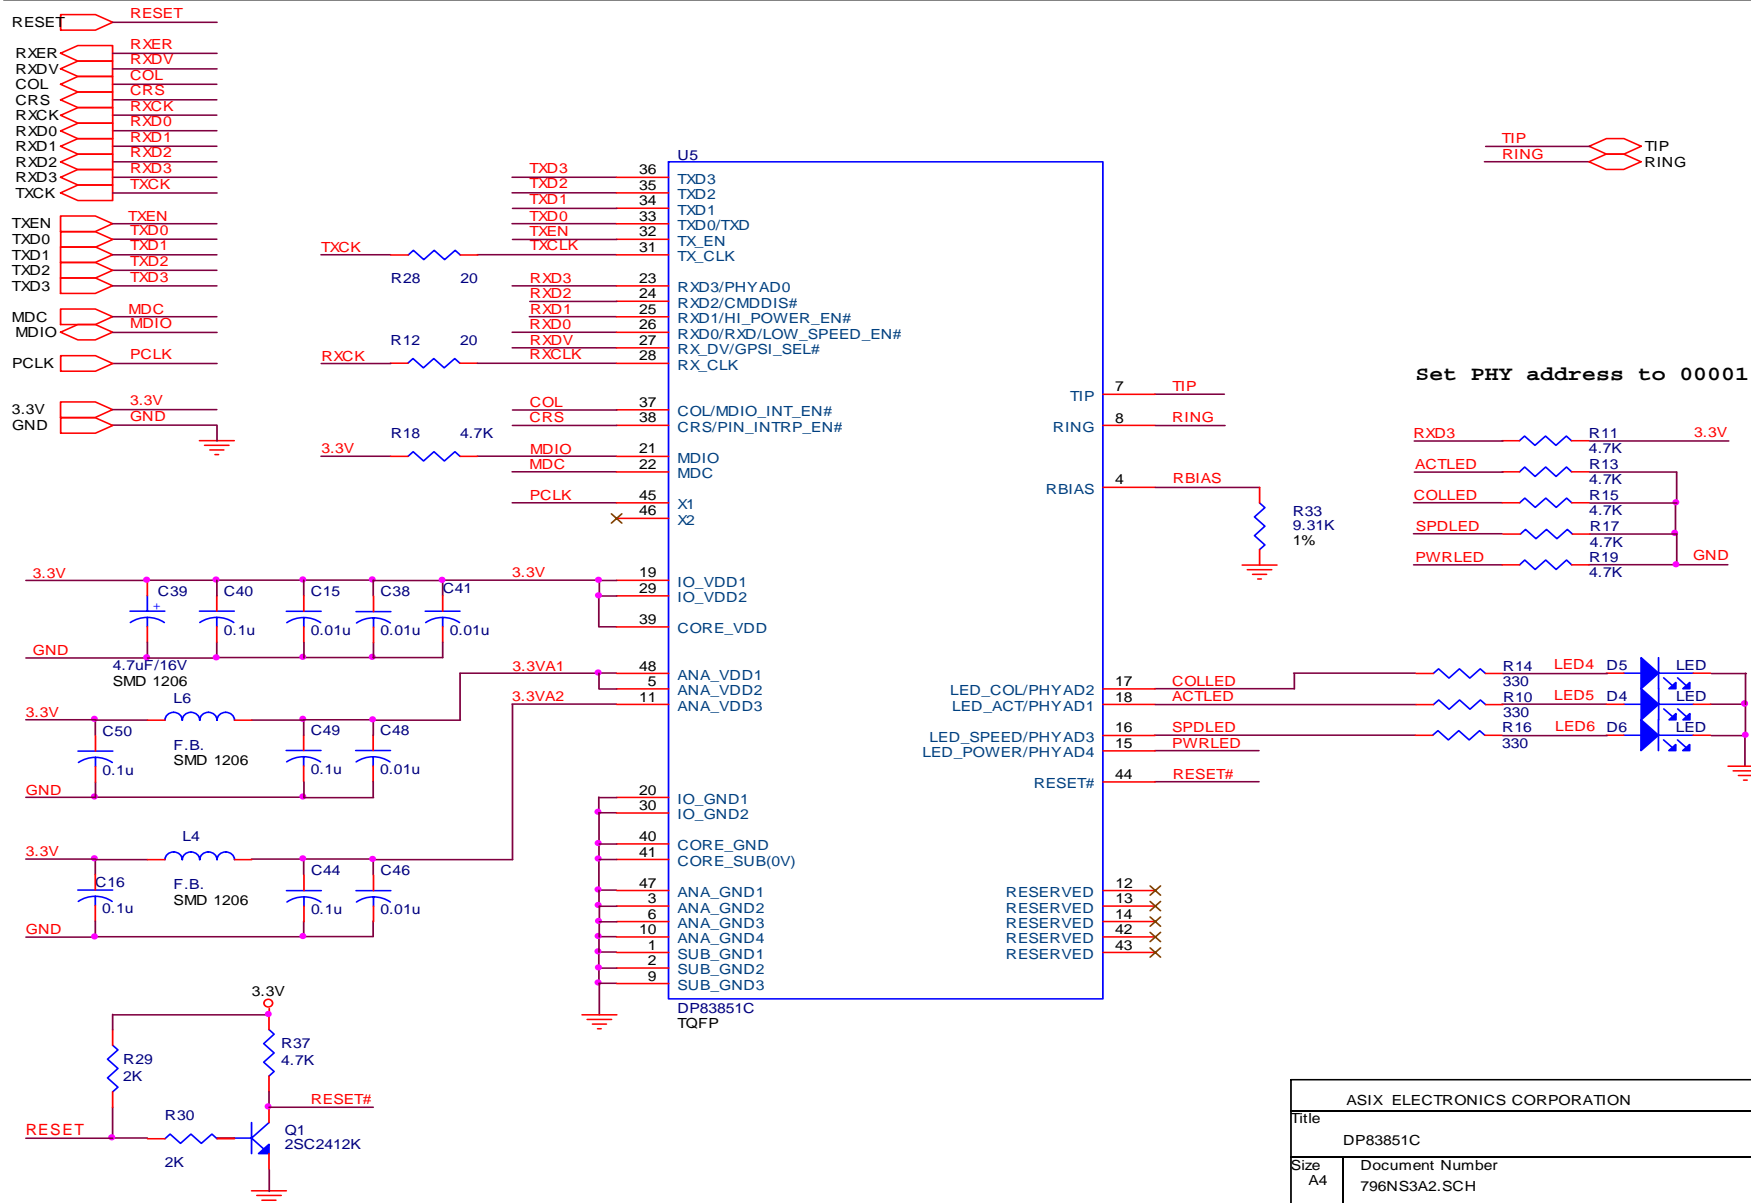 RESET RESET
RXER RXER
RXDV RXDV
COL COL
CRS CRS
RXCK RXCK
RXD0 RXD0
RXD1 RXD1
RXD2 RXD2
RXD3 RXD3
TXCK TXCK
TXEN TXEN
TXD0 TXD0
TXD1 TXD1
TXD2 TXD2
TXD3 TXD3
MDC MDC
MDIO MDIO
PCLK PCLK
3.3V 3.3V
GND GND
TIP TIP
RING RING
U5
TXD3 36 TXD3
TXD2 35 TXD2
TXD1 34 TXD1
TXD0 33 TXD0/TXD
TXEN 32 TX_EN
TXCK TXCLK 31 TX_CLK
R28 20
RXD3 23 RXD3/PHYAD0
RXD2 24 RXD2/CMDDIS#
RXD1 25 RXD1/HI_POWER_EN#
RXD0 26 RXD0/RXD/LOW_SPEED_EN#
RXDV 27 RX_DV/GPSI_SEL#
R12 20
RXCK RXCLK 28 RX_CLK
COL 37 COL/MDIO_INT_EN#
CRS 38 CRS/PIN_INTRP_EN#
R18 4.7K
3.3V MDIO 21 MDIO
MDC 22 MDC
PCLK 45 X1
46 X2
TIP 7 TIP
RING 8 RING
RBIAS 4 RBIAS
R33
9.31K
1%
Set PHY address to 00001
RXD3 R11 3.3V
4.7K
ACTLED R13
4.7K
COLLED R15
4.7K
SPDLED R17
4.7K
PWRLED R19 GND
4.7K
3.3V 3.3V 19 IO_VDD1
29 IO_VDD2
39 CORE_VDD
C39 C40 C15 C38 C41
+
0.1u 0.01u 0.01u 0.01u
GND
4.7uF/16V
SMD 1206
3.3VA1 48 ANA_VDD1
5 ANA_VDD2
3.3VA2 11 ANA_VDD3
L6
3.3V
C50 F.B. C49 C48
SMD 1206
0.1u 0.1u 0.01u
GND
LED_COL/PHYAD2 17 COLLED
LED_ACT/PHYAD1 18 ACTLED
LED_SPEED/PHYAD3 16 SPDLED
LED_POWER/PHYAD4 15 PWRLED
RESET# 44 RESET#
R14 LED4 D5 LED
330
R10 LED5 D4 LED
330
R16 LED6 D6 LED
330
20 IO_GND1
30 IO_GND2
40 CORE_GND
41 CORE_SUB(0V)
47 ANA_GND1
3 ANA_GND2
6 ANA_GND3
10 ANA_GND4
1 SUB_GND1
2 SUB_GND2
9 SUB_GND3
L4
3.3V
C16 F.B. C44 C46
SMD 1206
0.1u 0.1u 0.01u
GND
RESERVED 12
RESERVED 13
RESERVED 14
RESERVED 42
RESERVED 43
DP83851C
TQFP
3.3V
R37
4.7K
R29
2K
RESET#
R30
RESET
2K
Q1
2SC2412K
ASIX ELECTRONICS CORPORATION
Title
DP83851C
Size Document Number
A4 796NS3A2.SCH